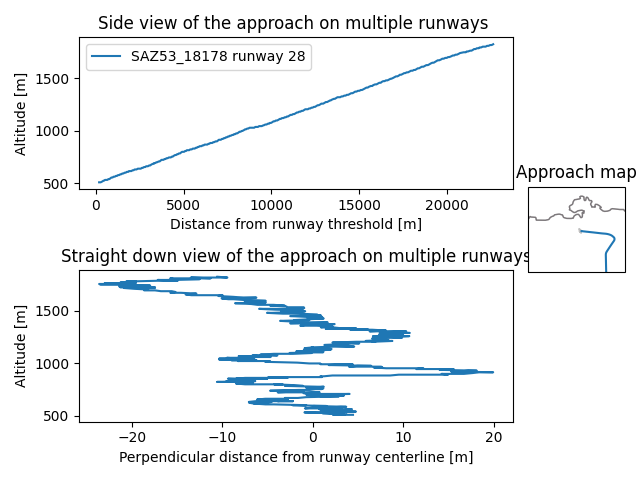 Side view of the approach on multiple runways
SAZ53_18178 runway 28
Altitude [m]
1500
1000
500
0
5000
10000
15000
20000
Distance from runway threshold [m]
Approach map
Straight down view of the approach on multiple runways
Altitude [m]
1500
1000
500
−20
−10
0
10
20
Perpendicular distance from runway centerline [m]